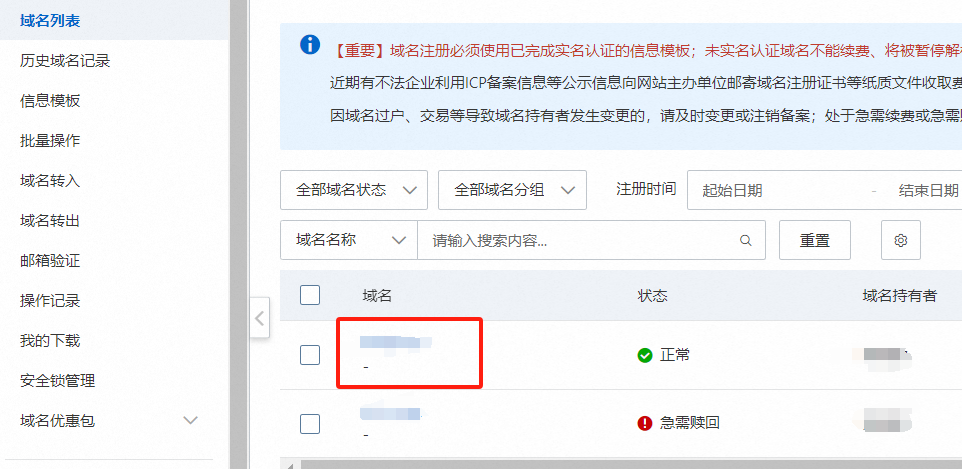 域名列表
历史域名记录
信息模板
批量操作
域名转入
域名转出
邮箱验证
操作记录
我的下载
安全锁管理
域名优惠包
【重要】域名注册必须使用已完成实名认证的信息模板；未实名认证域名不能续费、将被暂停解
近期有不法企业利用ICP备案信息等公示信息向网站主办单位邮寄域名注册证书等纸质文件收取费
因域名过户、交易等导致域名持有者发生变更的，请及时变更或注销备案；处于急需续费或急需
全部域名状态 全部域名分组 注册时间 起始日期 - 结束日期
域名名称 请输入搜索内容... 重置
域名 状态 域名持有者
正常
-
急需赎回
-